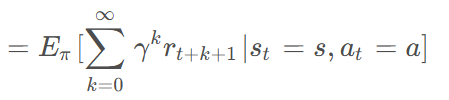 = E_π [∑_{k=0}^{∞} γ^k r_{t+k+1} | s_t = s, a_t = a]